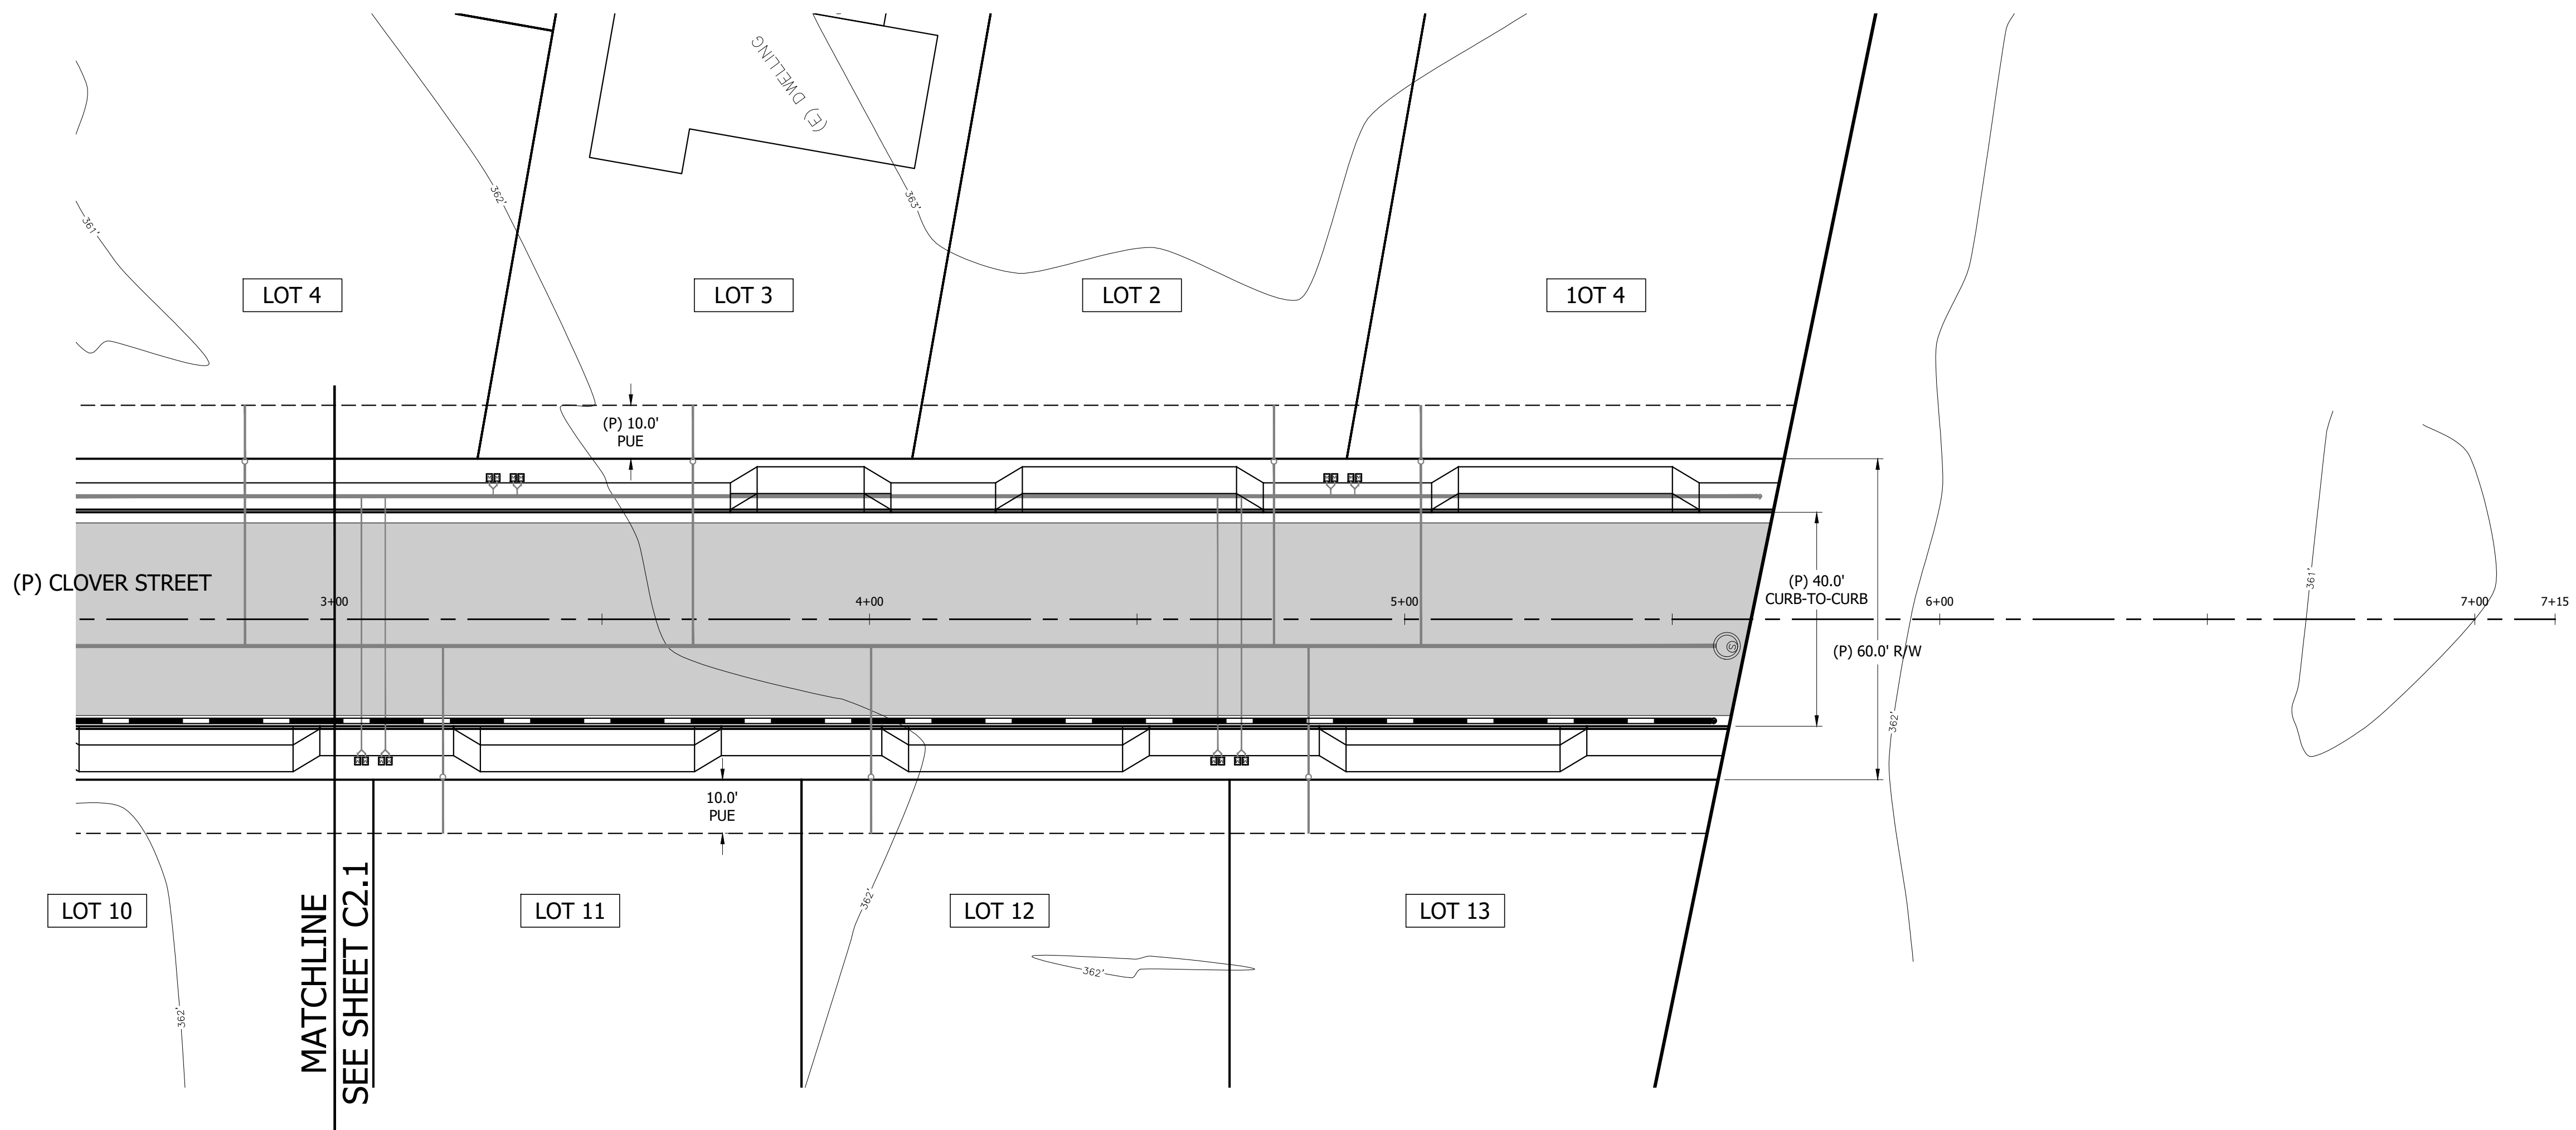 (E) DWELLING
362'
363'
361'
LOT 4
LOT 3
LOT 2
1OT 4
(P) 10.0'
PUE
(P) CLOVER STREET
3+00
4+00
5+00
6+00
7+00
7+15
(P) 40.0'
CURB-TO-CURB
(P) 60.0' R/W
361'
362'
S
10.0'
PUE
LOT 10
LOT 11
LOT 12
LOT 13
MATCHLINE
SEE SHEET C2.1
362'
362'
362'